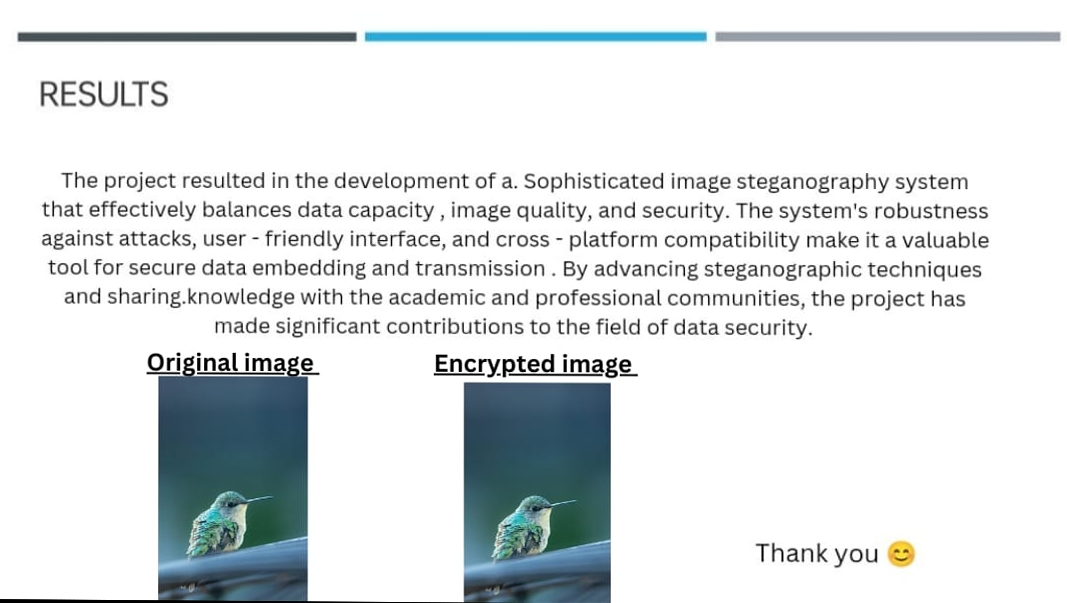 RESULTS
The project resulted in the development of a. Sophisticated image steganography system
that effectively balances data capacity , image quality, and security. The system's robustness
against attacks, user - friendly interface, and cross - platform compatibility make it a valuable
tool for secure data embedding and transmission . By advancing steganographic techniques
and sharing.knowledge with the academic and professional communities, the project has
made significant contributions to the field of data security.
Original image
Encrypted image
Thank you 😊